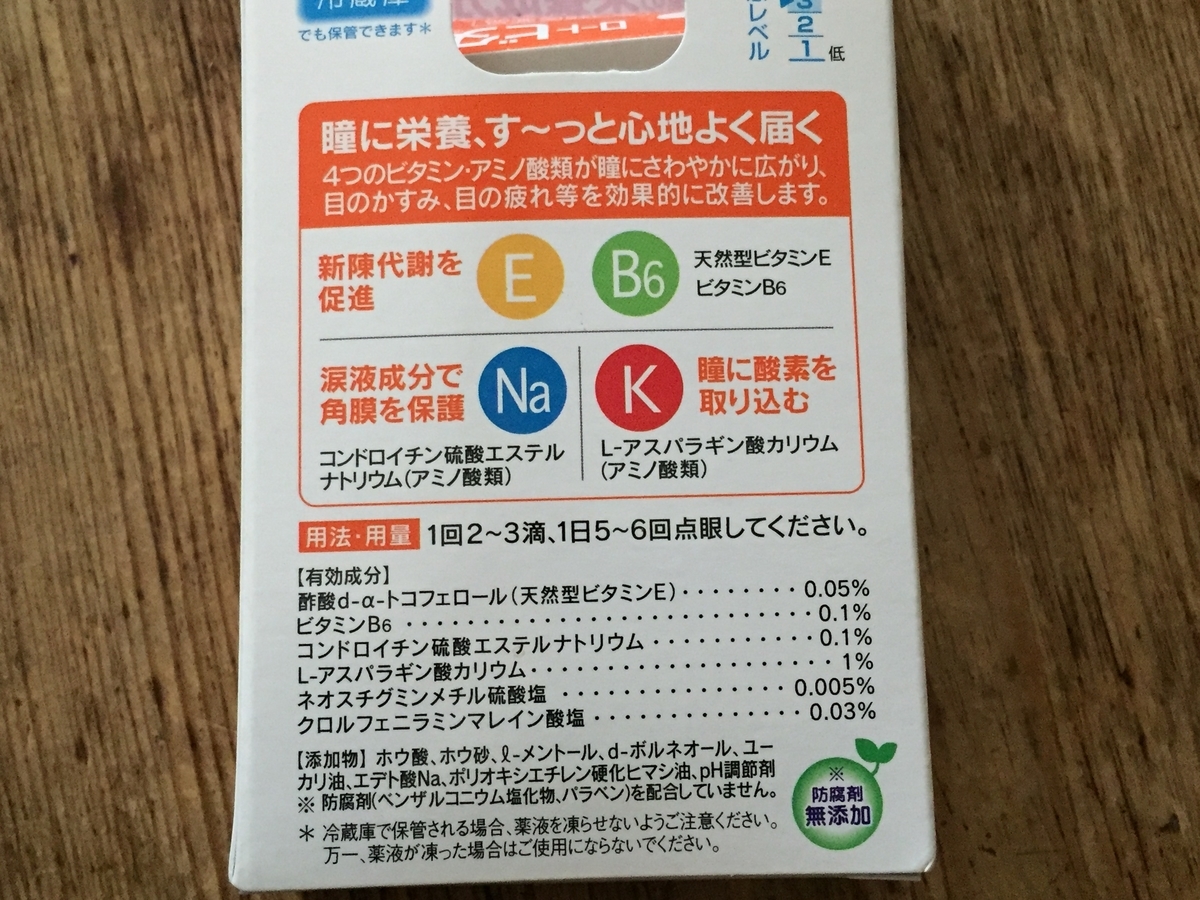 冷蔵庫
でも保管できます*
ロートビタ
レベル
3
2
1 低
瞳に栄養、す〜っと心地よく届く
4つのビタミン・アミノ酸類が瞳にさわやかに広がり、
目のかすみ、目の疲れ等を効果的に改善します。
新陳代謝を
促進
E
B6
天然型ビタミンE
ビタミンB6
涙液成分で
角膜を保護
Na
コンドロイチン硫酸エステル
ナトリウム(アミノ酸類)
K
瞳に酸素を
取り込む
L-アスパラギン酸カリウム
(アミノ酸類)
用法・用量 1回2〜3滴、1日5〜6回点眼してください。
【有効成分】
酢酸d-α-トコフェロール(天然型ビタミンE)········0.05%
ビタミンB6 ························0.1%
コンドロイチン硫酸エステルナトリウム ··········0.1%
L-アスパラギン酸カリウム···················1%
ネオスチグミンメチル硫酸塩 ··············0.005%
クロルフェニラミンマレイン酸塩 ·············0.03%
【添加物】ホウ酸、ホウ砂、ℓ-メントール、d-ボルネオール、ユー
カリ油、エデト酸Na、ポリオキシエチレン硬化ヒマシ油、pH調節剤
※防腐剤(ベンザルコニウム塩化物、パラベン)を配合していません。
※
防腐剤
無添加
*冷蔵庫で保管される場合、薬液を凍らせないようご注意ください。
万一、薬液が凍った場合はご使用にならないでください。